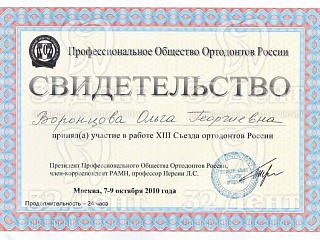 Профессиональное Общество Ортодонтов России
СВИДЕТЕЛЬСТВО
Воронцова Ольга Георгиевна
принял(а) участие в работе XIII Съезда ортодонтов России
Президент Профессионального Общества Ортодонтов России,
член-корреспондент РАМН, профессор Персин Л.С.
Москва, 7-9 октября 2010 года
Продолжительность – 24 часа
32Dent